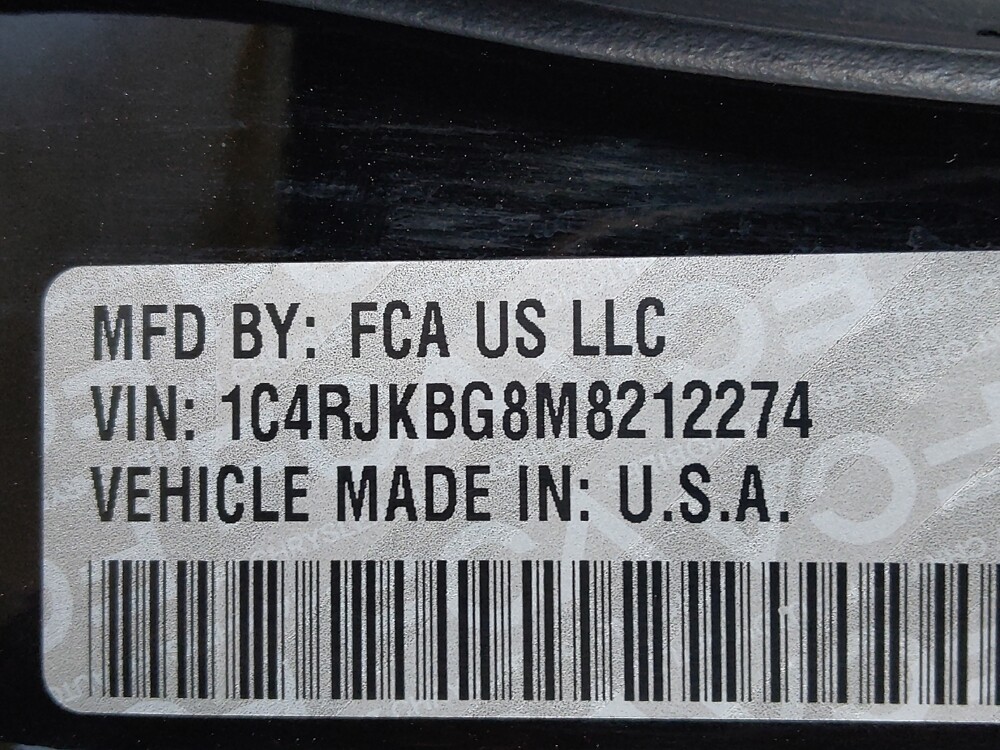 MFD BY: FCA US LLC
VIN: 1C4RJKBG8M8212274
VEHICLE MADE IN: U.S.A.